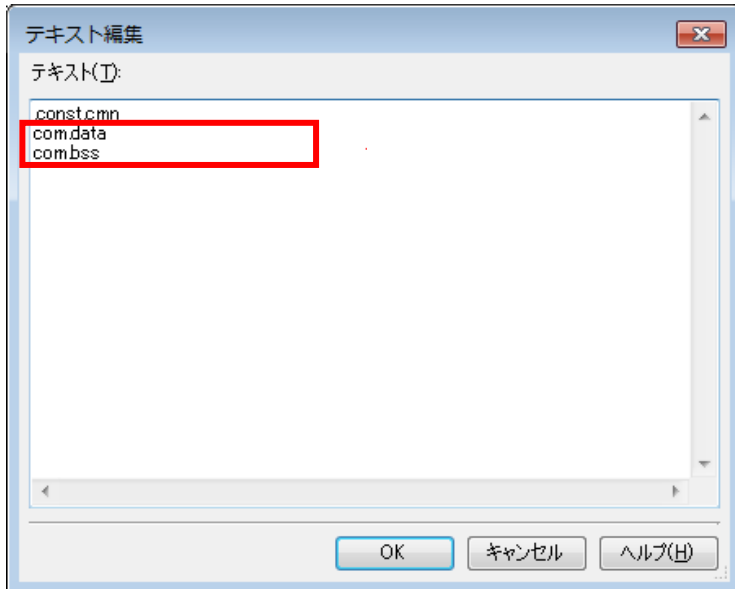 テキスト編集
テキスト(T):
.const.cmn
com.data
com.bss
OK
キャンセル
ヘルプ(H)